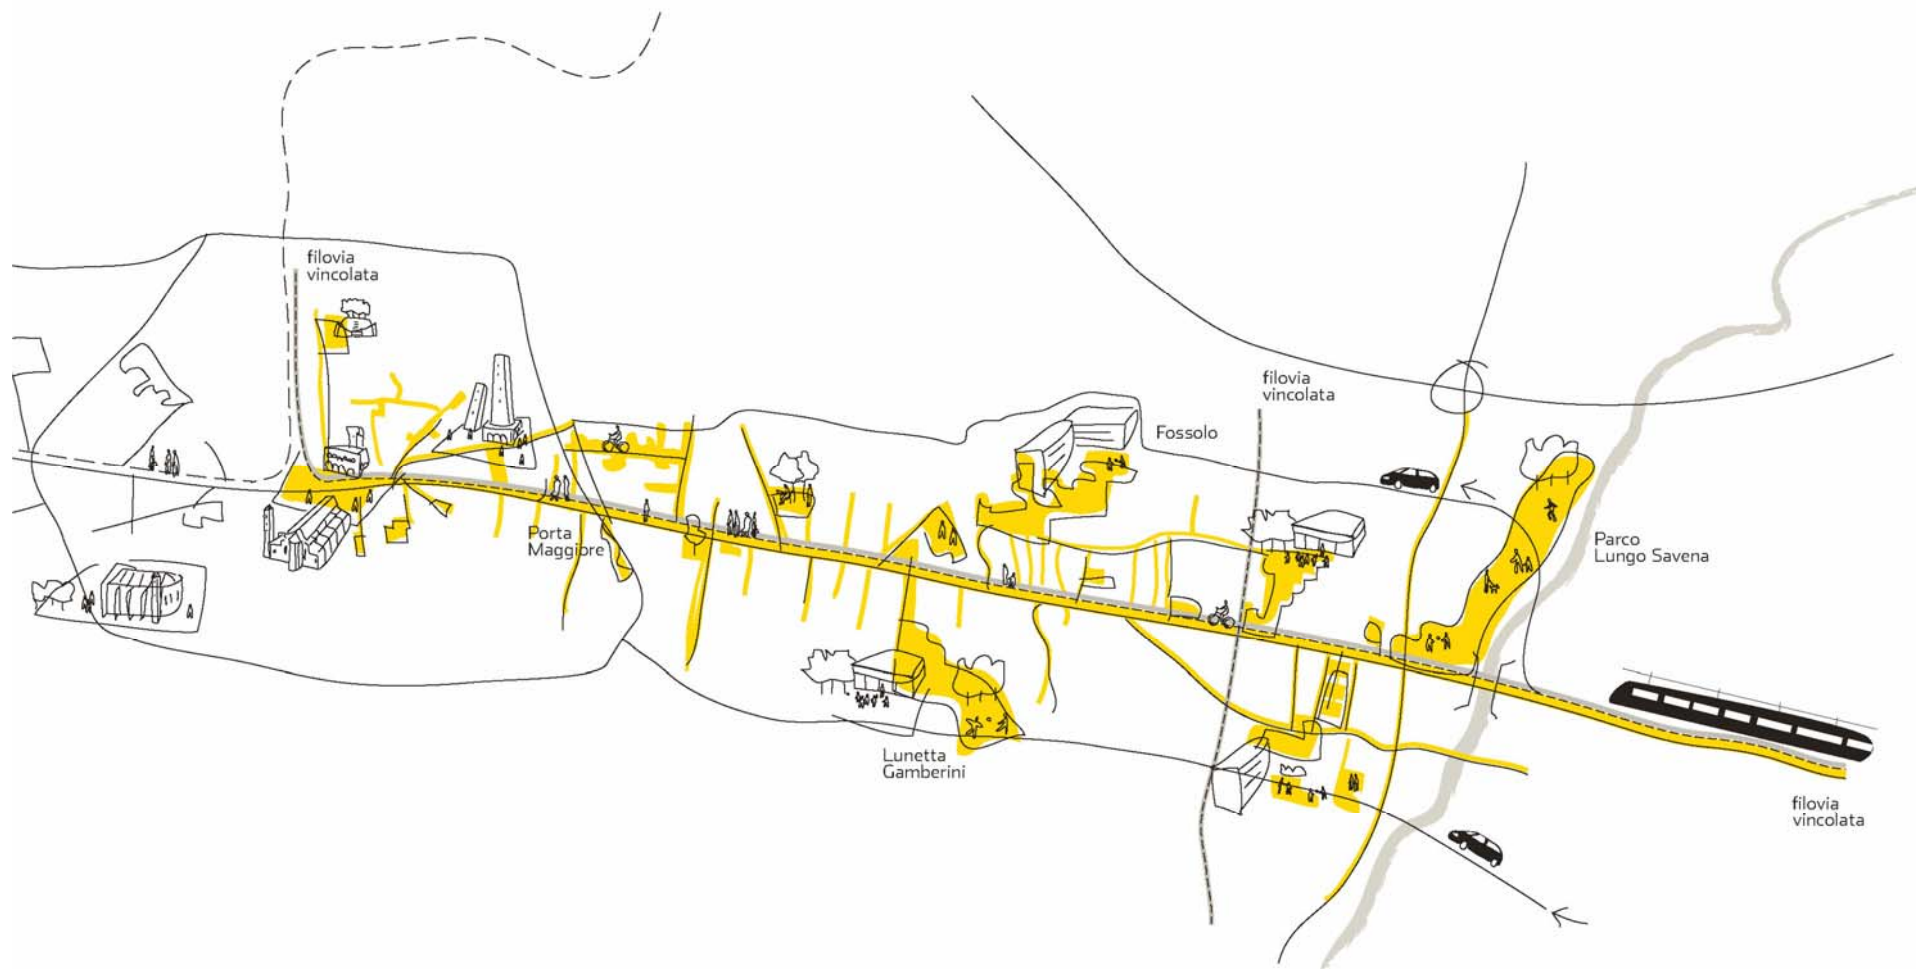 filovia
vincolata
filovia
vincolata
Fossolo
Porta
Maggiore
Parco
Lungo Savena
Lunetta
Gamberini
filovia
vincolata